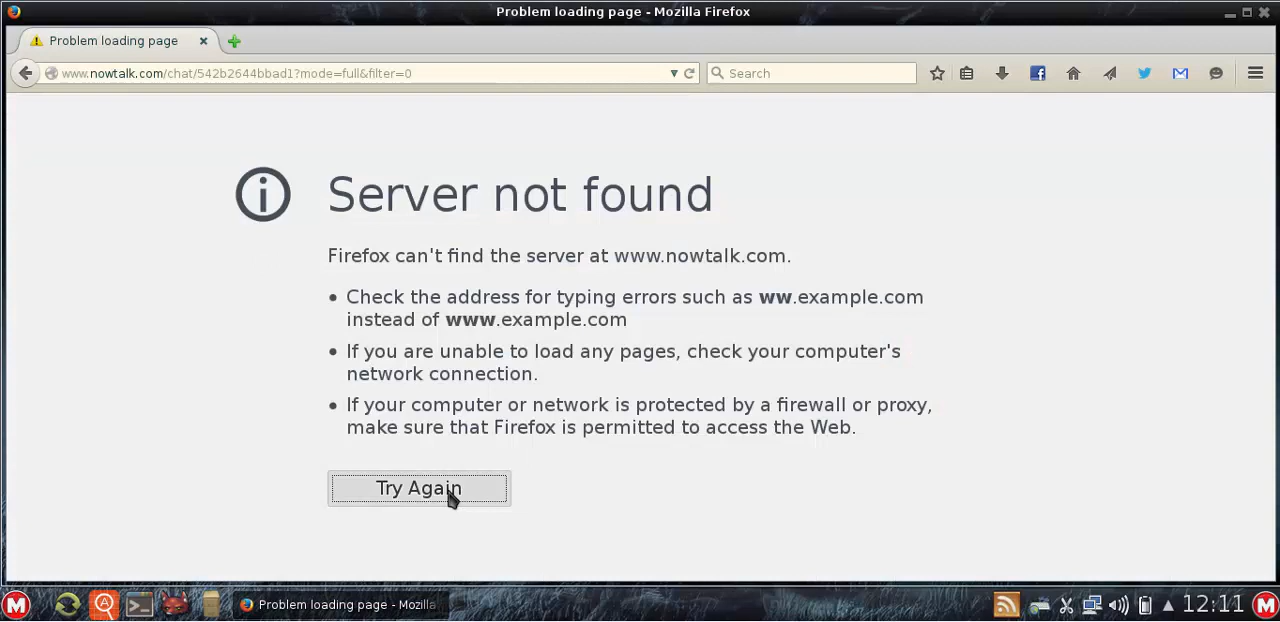 Problem loading page - Mozilla Firefox
Problem loading page
www.nowtalk.com/chat/542b2644bbad1?mode=full&filter=0
Search
Server not found
Firefox can't find the server at www.nowtalk.com.
• Check the address for typing errors such as ww.example.com
instead of www.example.com
• If you are unable to load any pages, check your computer's
network connection.
• If your computer or network is protected by a firewall or proxy,
make sure that Firefox is permitted to access the Web.
Try Again
Problem loading page - Mozilla
12:11